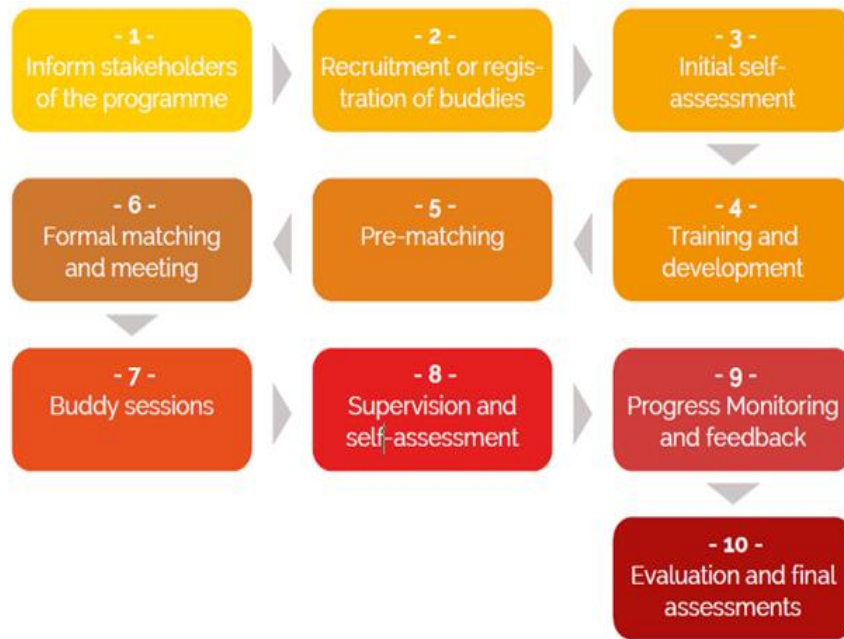 - 1 -
Inform stakeholders
of the programme
- 2 -
Recruitment or regis-
tration of buddies
- 3 -
Initial self-
assessment
- 4 -
Training and
development
- 5 -
Pre-matching
- 6 -
Formal matching
and meeting
- 7 -
Buddy sessions
- 8 -
Supervision and
self-assessment
- 9 -
Progress Monitoring
and feedback
- 10 -
Evaluation and final
assessments